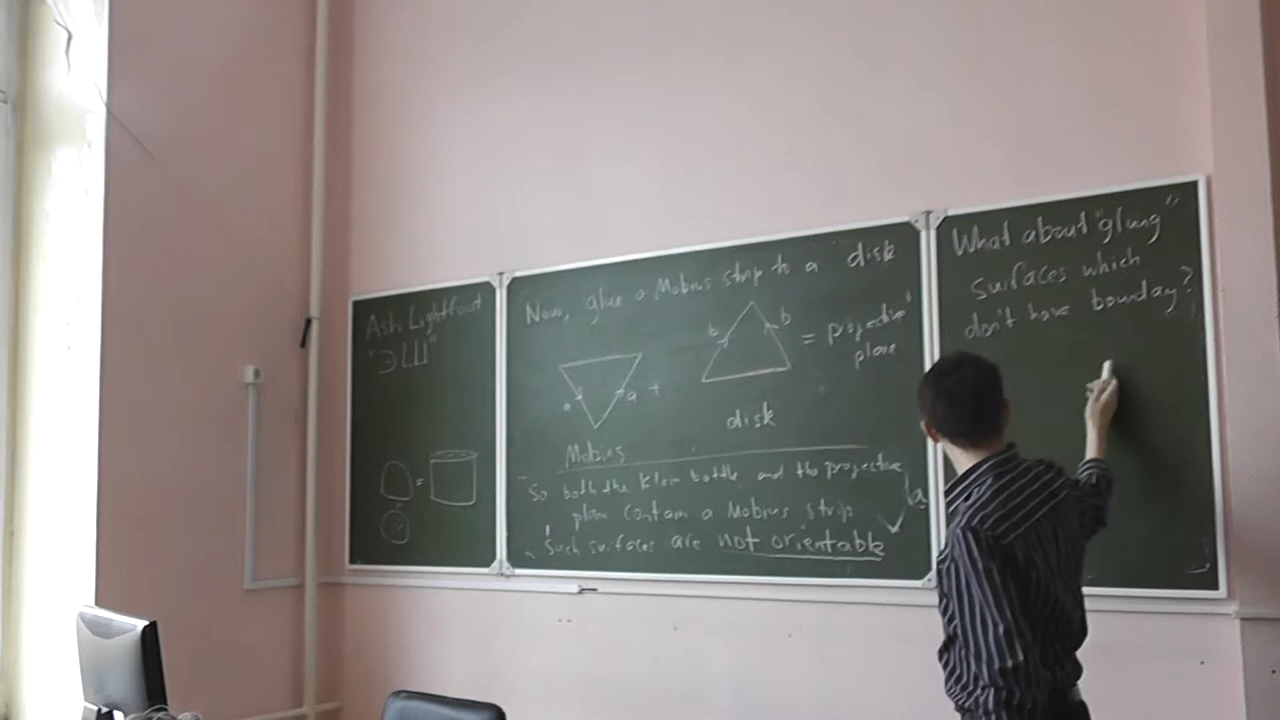 Ash Lightfoot
"ЭШ"
=
Now, glue a Mobius strip to a disk
b
b
= projective
plane
a
a
+
disk
Mobius
So both the Klein bottle and the projective
plane contain a Mobius strip
Such surfaces are not orientable
a
What about "gluing"
surfaces which
don't have bounday?